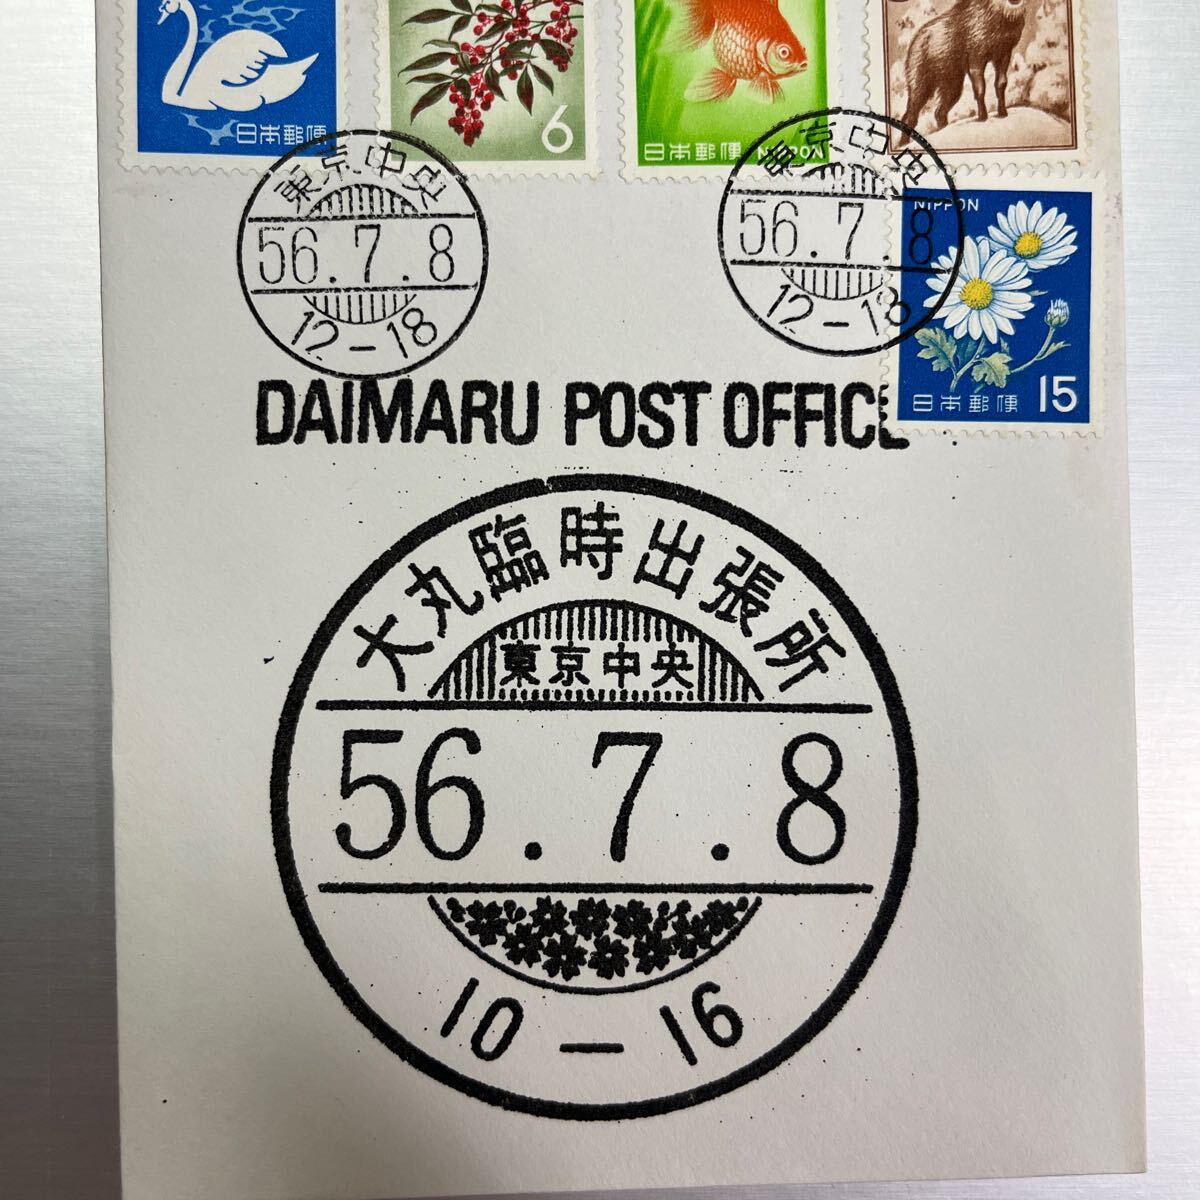 日本郵便
6
日本郵便 NIPPON
東京中央
56.7.8
12-18
東京中央
56.7.8
12-18
NIPPON
日本郵便 15
DAIMARU POST OFFICE
大丸臨時出張所
東京中央
56.7.8
10-16